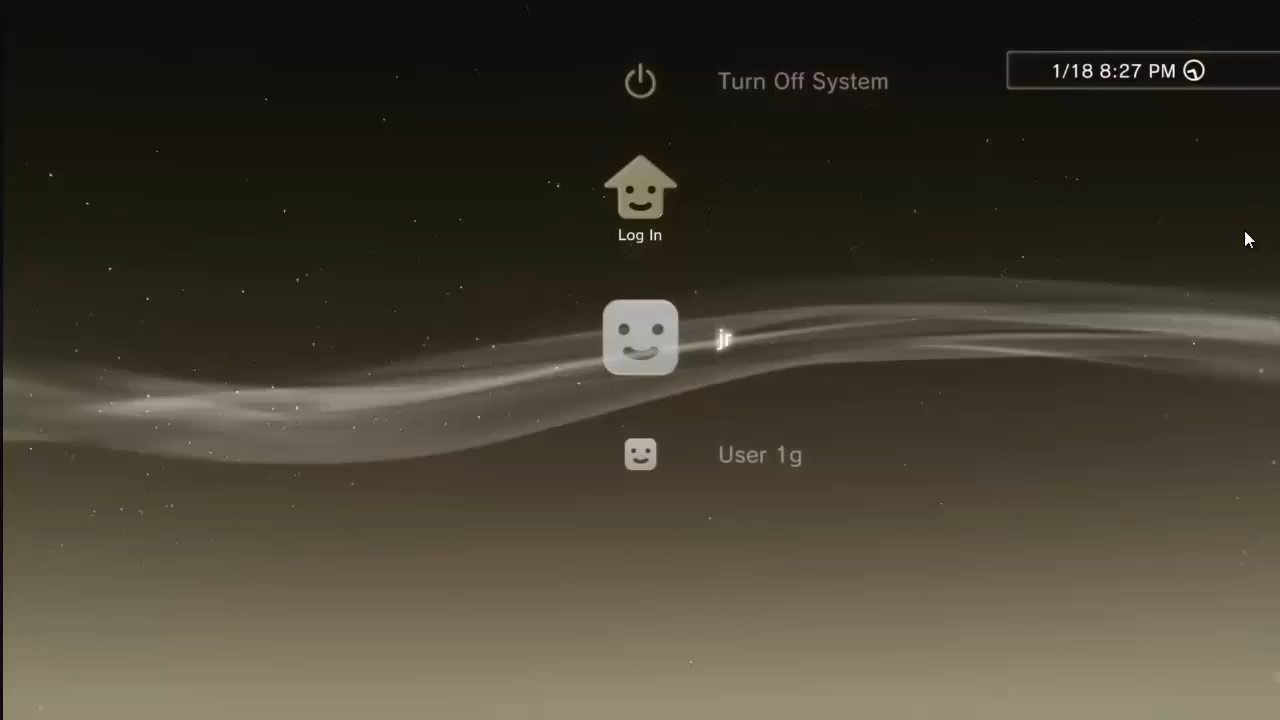 Turn Off System
1/18 8:27 PM
Log In
jr
User 1g